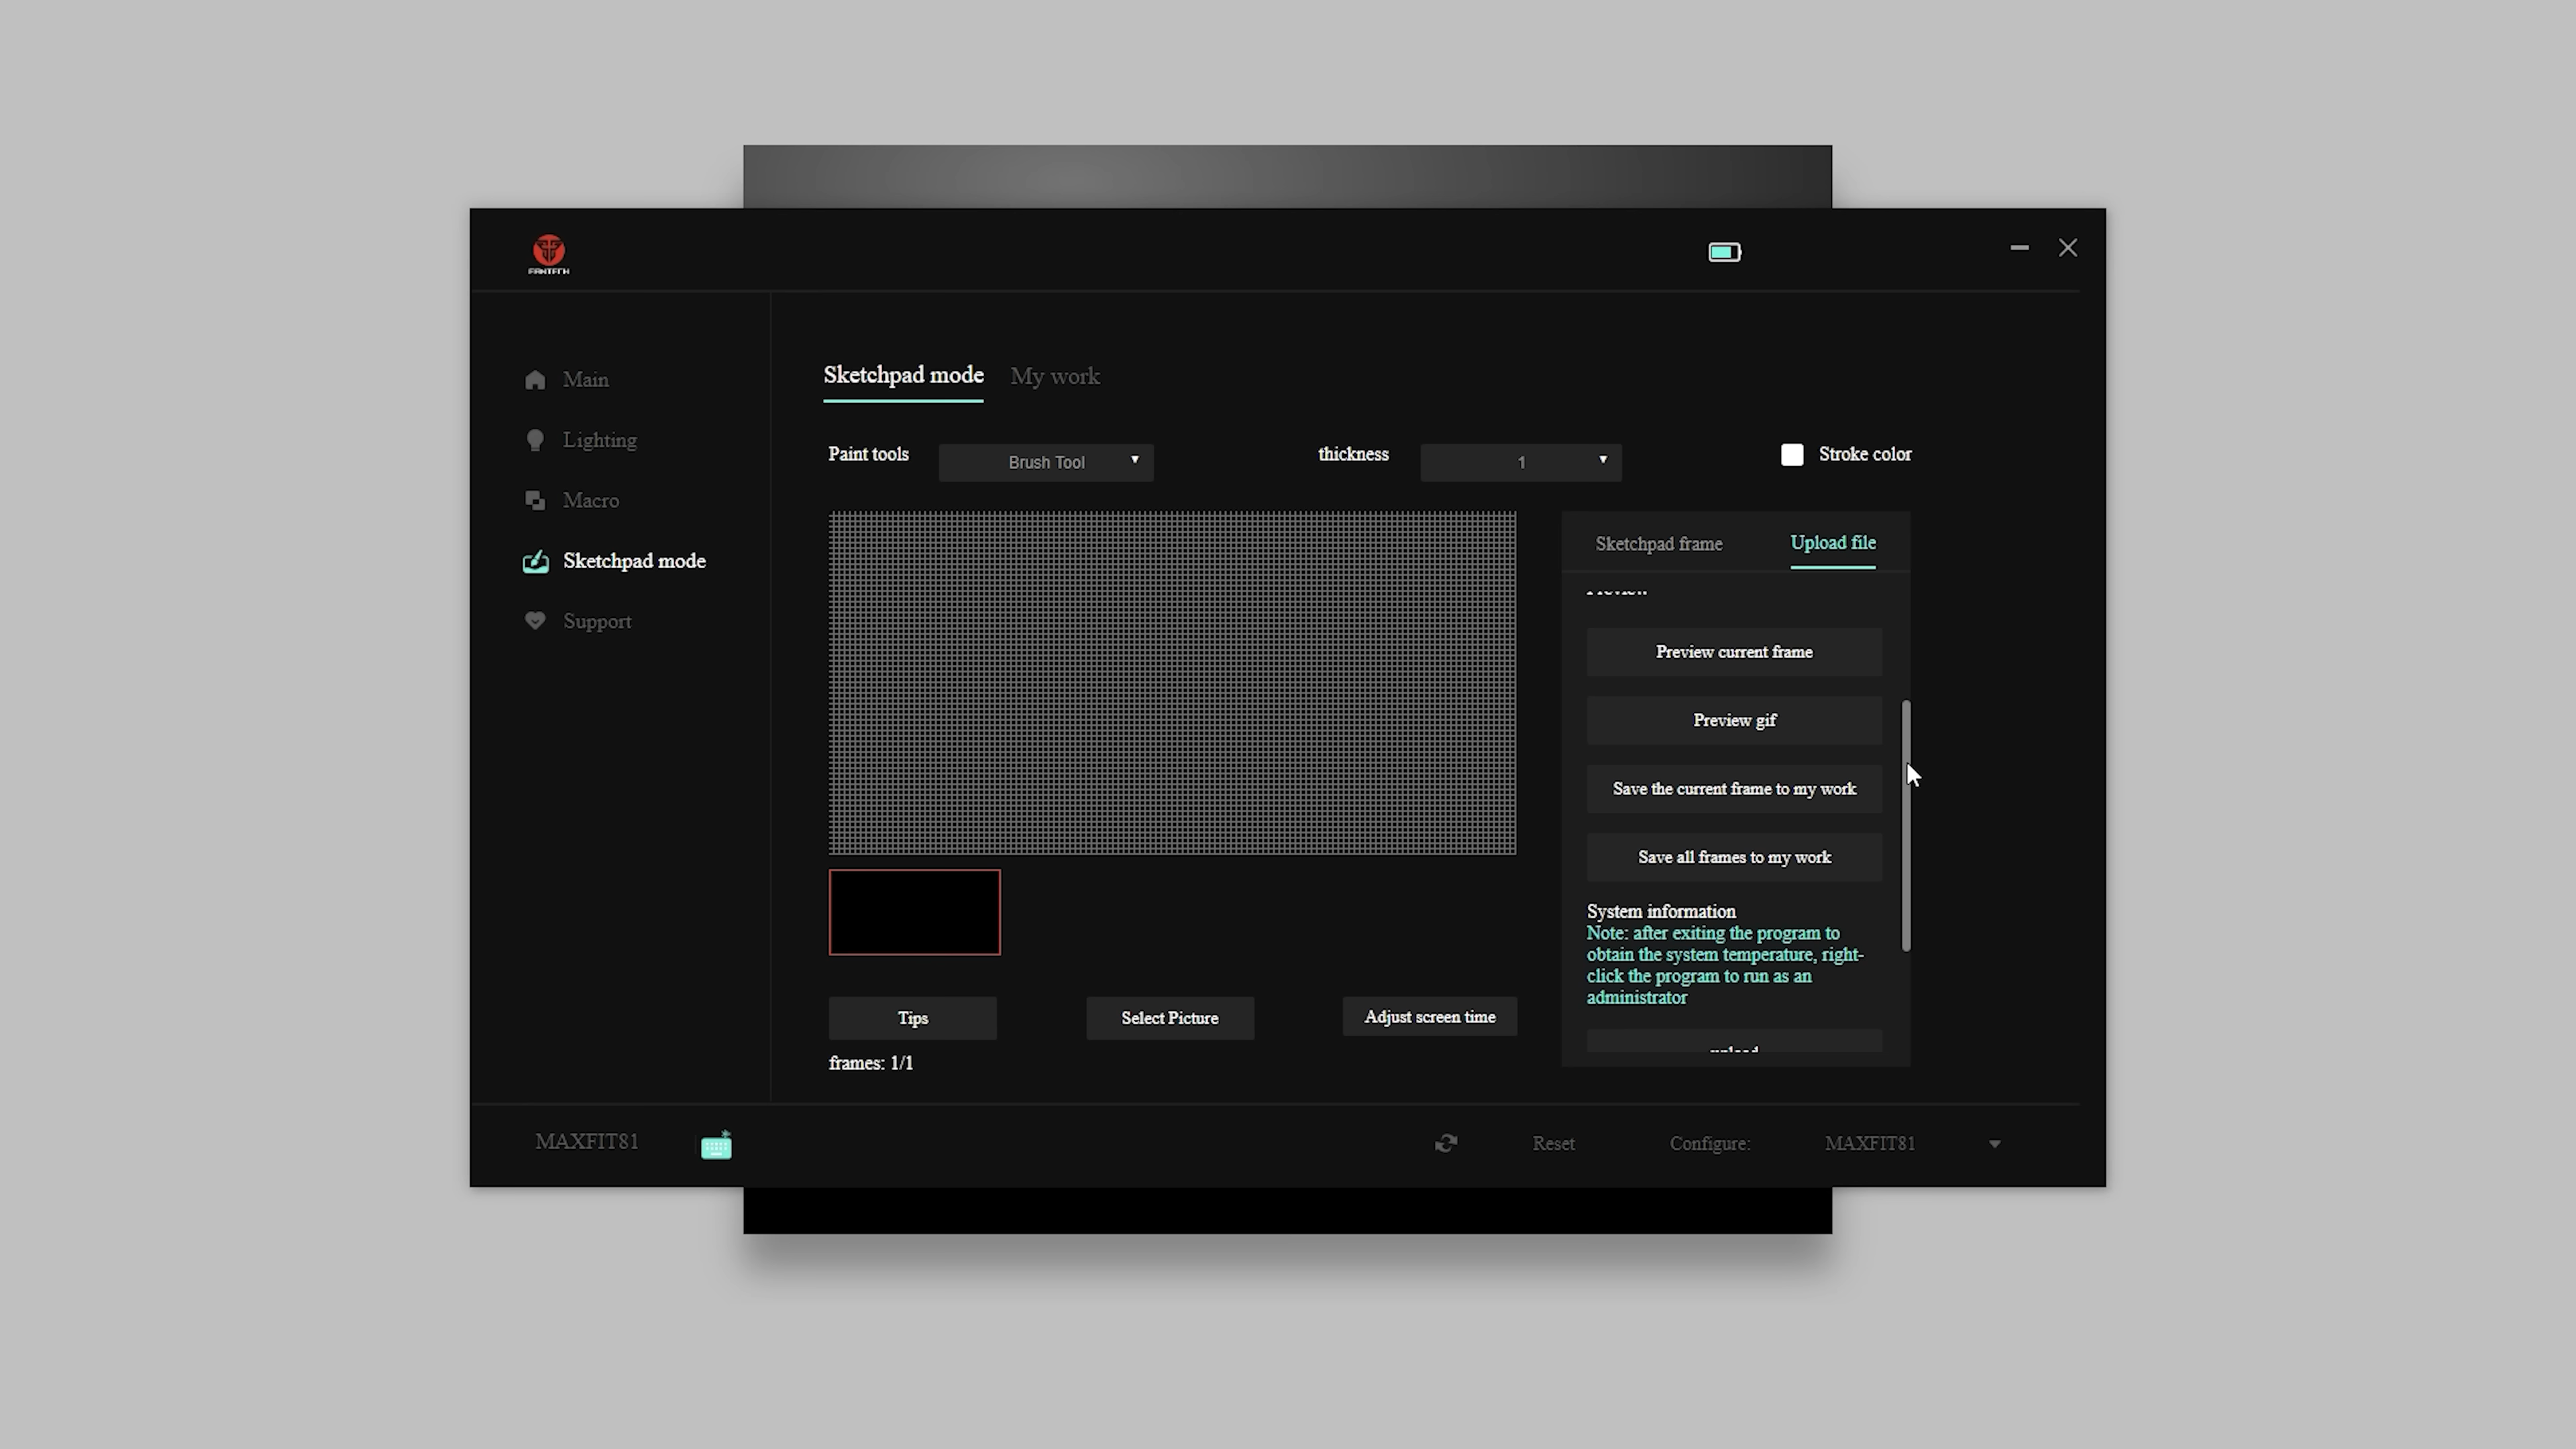 FANTECH
Main
Lighting
Macro
Sketchpad mode
Support
Sketchpad mode My work
Paint tools Brush Tool thickness 1 Stroke color
Sketchpad frame Upload file
Preview
Preview current frame
Preview gif
Save the current frame to my work
Save all frames to my work
System information
Note: after exiting the program to
obtain the system temperature, right-
click the program to run as an
administrator
upload
Tips Select Picture Adjust screen time
frames: 1/1
MAXFIT81 Reset Configure: MAXFIT81